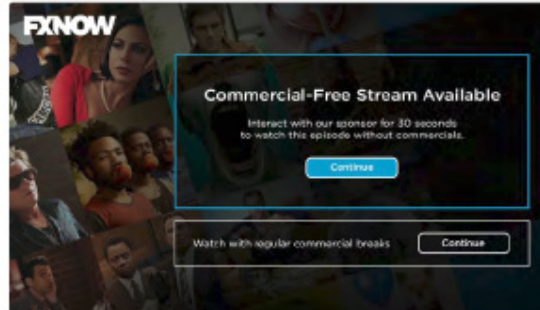 FXNOW
Commercial-Free Stream Available
Interact with our sponsor for 30 seconds
to watch this episode without commercials.
Continue
Watch with regular commercial breaks
Continue